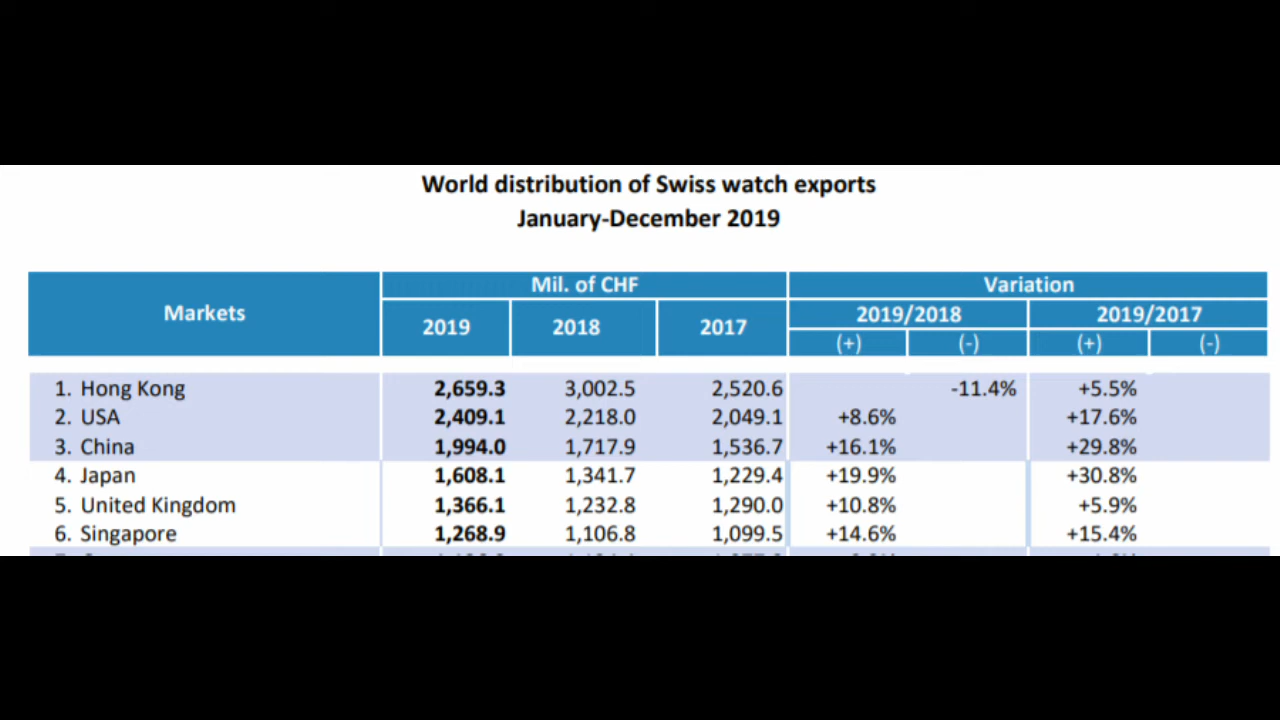 World distribution of Swiss watch exports
January-December 2019
Markets Mil. of CHF Variation
2019 2018 2017 2019/2018 2019/2017
(+) (-) (+) (-)
1. Hong Kong 2,659.3 3,002.5 2,520.6 -11.4% +5.5%
2. USA 2,409.1 2,218.0 2,049.1 +8.6% +17.6%
3. China 1,994.0 1,717.9 1,536.7 +16.1% +29.8%
4. Japan 1,608.1 1,341.7 1,229.4 +19.9% +30.8%
5. United Kingdom 1,366.1 1,232.8 1,290.0 +10.8% +5.9%
6. Singapore 1,268.9 1,106.8 1,099.5 +14.6% +15.4%